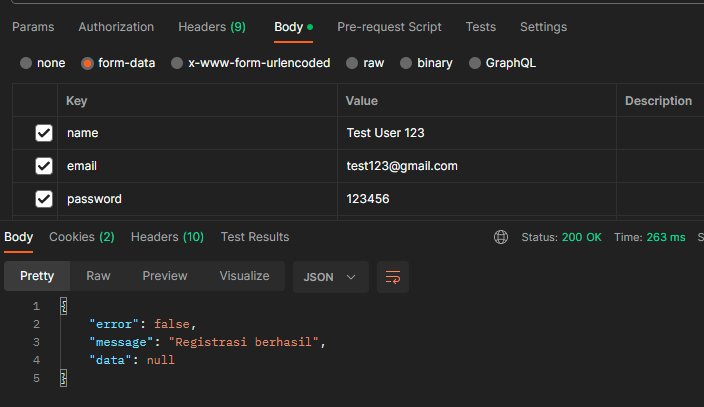 Params Authorization Headers (9) Body Pre-request Script Tests Settings
none form-data x-www-form-urlencoded raw binary GraphQL
Key Value Description
name Test User 123
email test123@gmail.com
password 123456
Body Cookies (2) Headers (10) Test Results Status: 200 OK Time: 263 ms S
Pretty Raw Preview Visualize JSON
1 {
2 "error": false,
3 "message": "Registrasi berhasil",
4 "data": null
5 }